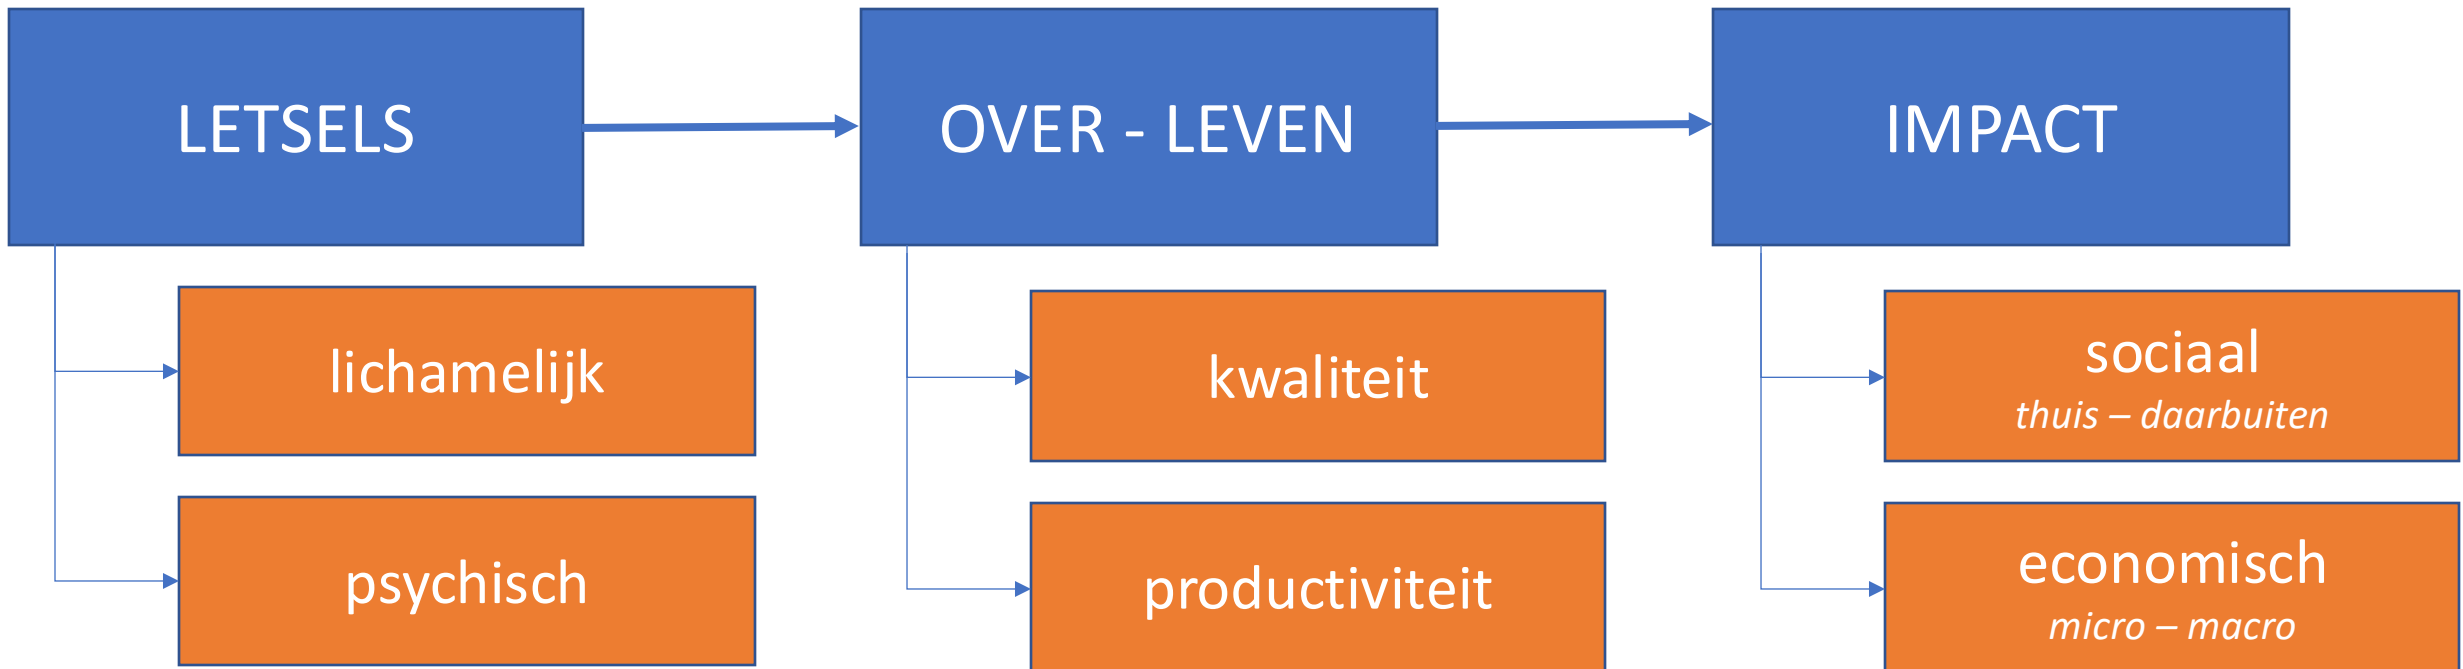 LETSELS
OVER - LEVEN
IMPACT
lichamelijk
psychisch
kwaliteit
productiviteit
sociaal
thuis – daarbuiten
economisch
micro – macro